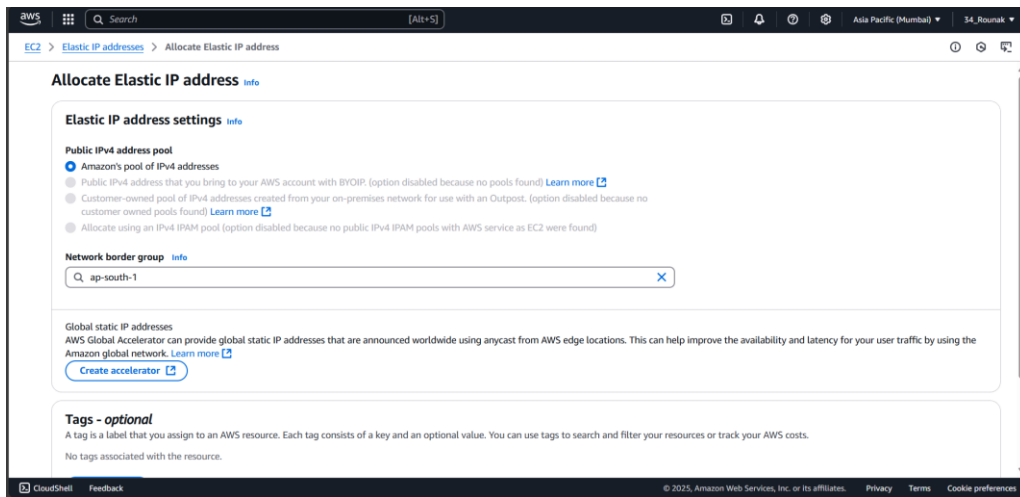 aws
Search
[Alt+S]
Asia Pacific (Mumbai)
34_Rounak
EC2 > Elastic IP addresses > Allocate Elastic IP address
Allocate Elastic IP address Info
Elastic IP address settings Info
Public IPv4 address pool
Amazon's pool of IPv4 addresses
Public IPv4 address that you bring to your AWS account with BYOIP. (option disabled because no pools found) Learn more
Customer-owned pool of IPv4 addresses created from your on-premises network for use with an Outpost. (option disabled because no
customer owned pools found) Learn more
Allocate using an IPv4 IPAM pool (option disabled because no public IPv4 IPAM pools with AWS service as EC2 were found)
Network border group Info
ap-south-1
Global static IP addresses
AWS Global Accelerator can provide global static IP addresses that are announced worldwide using anycast from AWS edge locations. This can help improve the availability and latency for your user traffic by using the
Amazon global network. Learn more
Create accelerator
Tags - optional
A tag is a label that you assign to an AWS resource. Each tag consists of a key and an optional value. You can use tags to search and filter your resources or track your AWS costs.
No tags associated with the resource.
CloudShell Feedback © 2025, Amazon Web Services, Inc. or its affiliates. Privacy Terms Cookie preferences